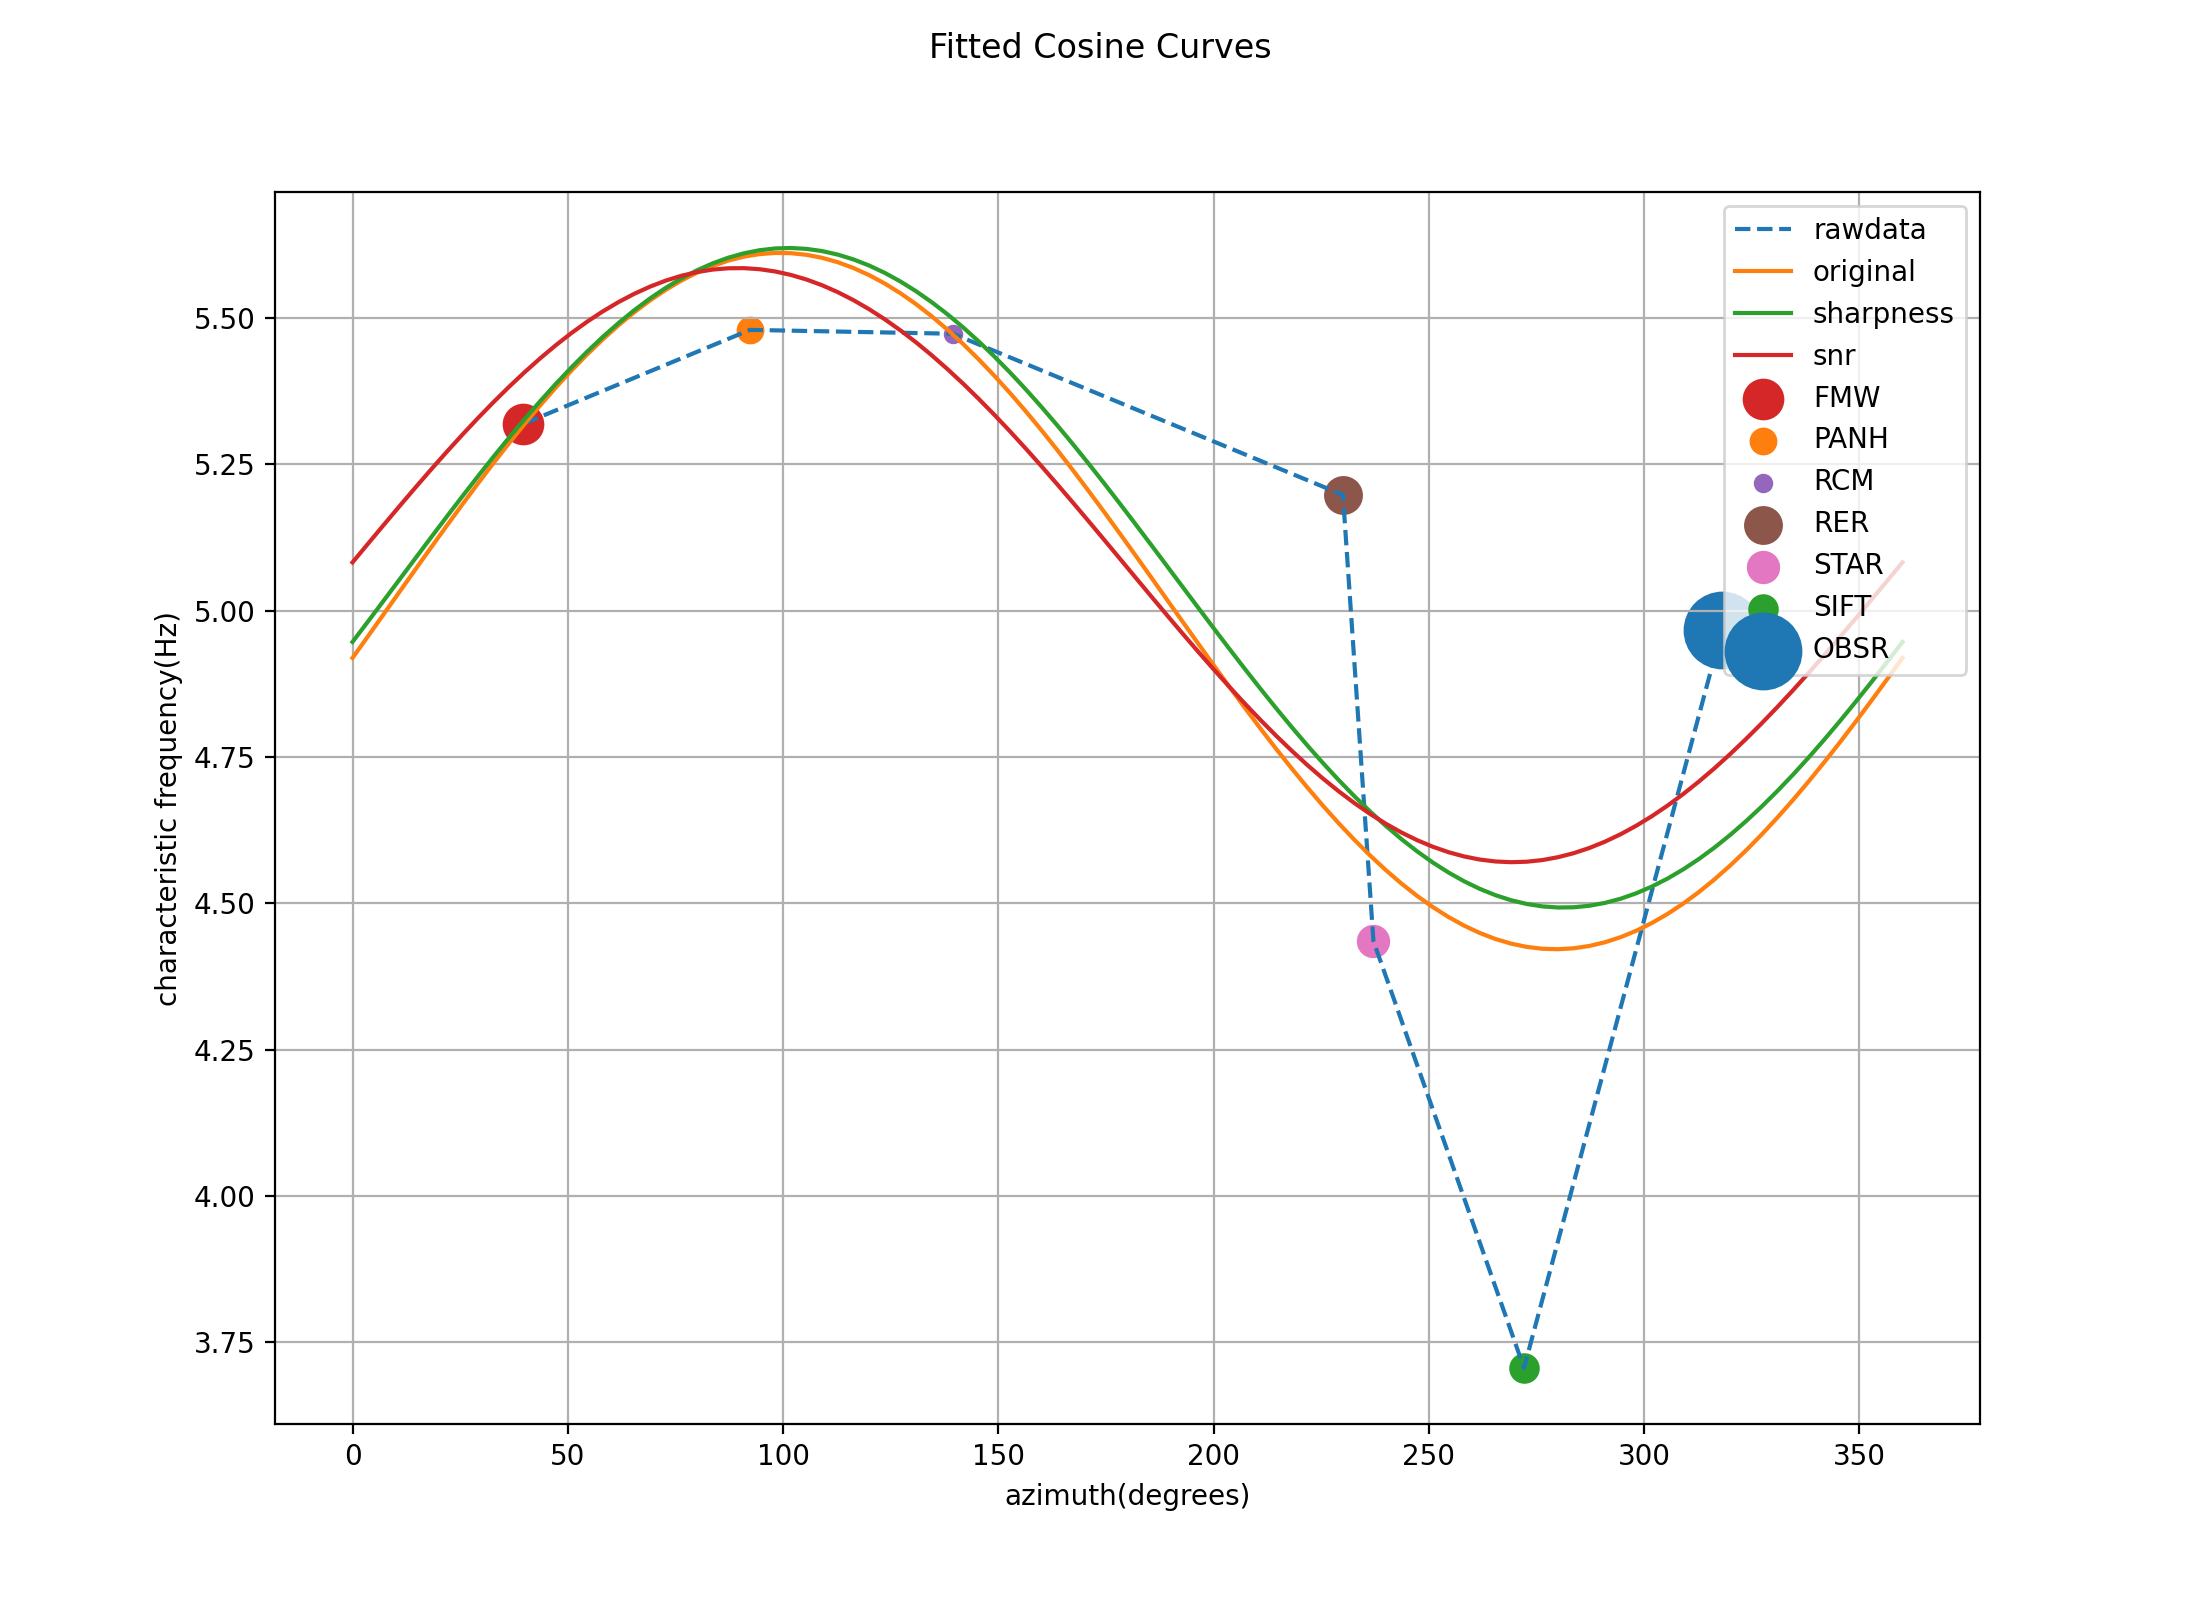 Fitted Cosine Curves
rawdata
original
sharpness
snr
FMW
PANH
RCM
RER
STAR
SIFT
OBSR
characteristic frequency(Hz)
5.50
5.25
5.00
4.75
4.50
4.25
4.00
3.75
0 50 100 150 200 250 300 350
azimuth(degrees)